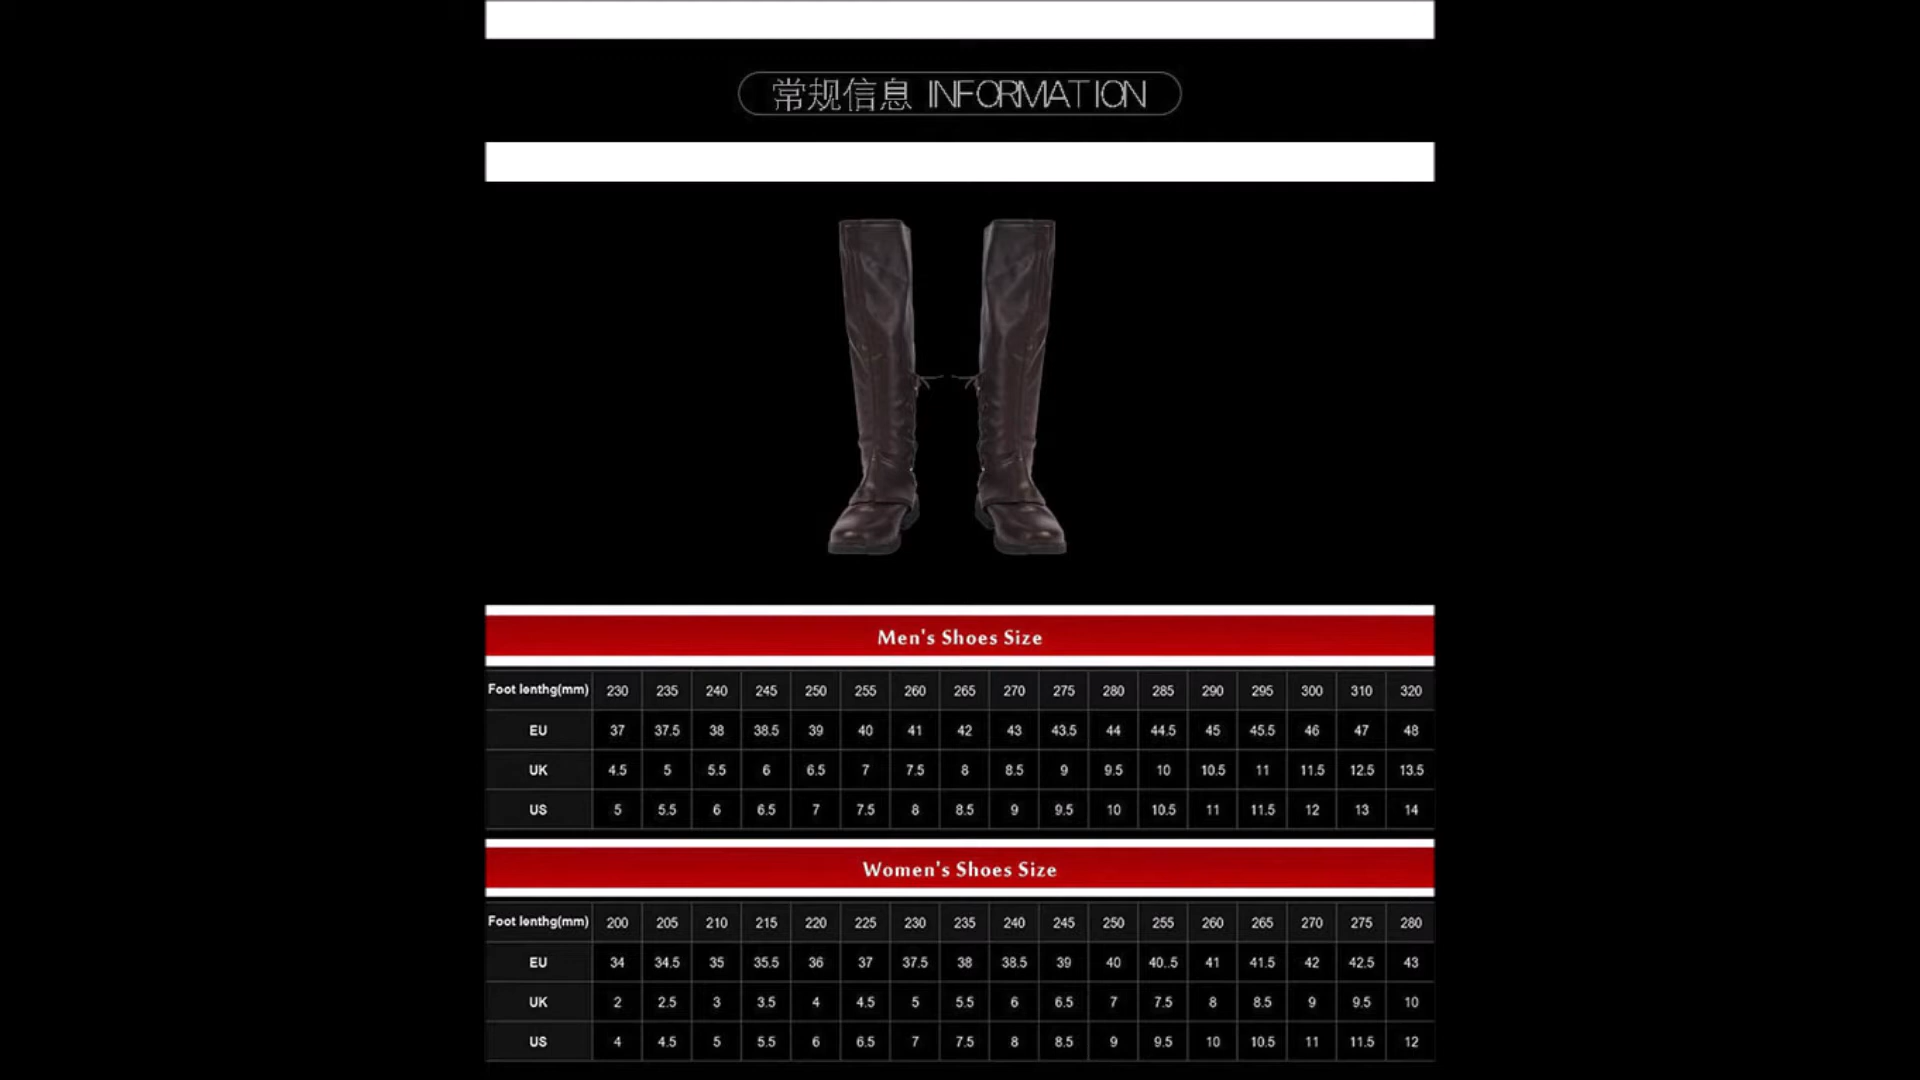 常规信息 INFORMATION
Men's Shoes Size
Foot lenthg(mm) 230 235 240 245 250 255 260 265 270 275 280 285 290 295 300 310 320
EU 37 37.5 38 38.5 39 40 41 42 43 43.5 44 44.5 45 45.5 46 47 48
UK 4.5 5 5.5 6 6.5 7 7.5 8 8.5 9 9.5 10 10.5 11 11.5 12.5 13.5
US 5 5.5 6 6.5 7 7.5 8 8.5 9 9.5 10 10.5 11 11.5 12 13 14
Women's Shoes Size
Foot lenthg(mm) 200 205 210 215 220 225 230 235 240 245 250 255 260 265 270 275 280
EU 34 34.5 35 35.5 36 37 37.5 38 38.5 39 40 40..5 41 41.5 42 42.5 43
UK 2 2.5 3 3.5 4 4.5 5 5.5 6 6.5 7 7.5 8 8.5 9 9.5 10
US 4 4.5 5 5.5 6 6.5 7 7.5 8 8.5 9 9.5 10 10.5 11 11.5 12